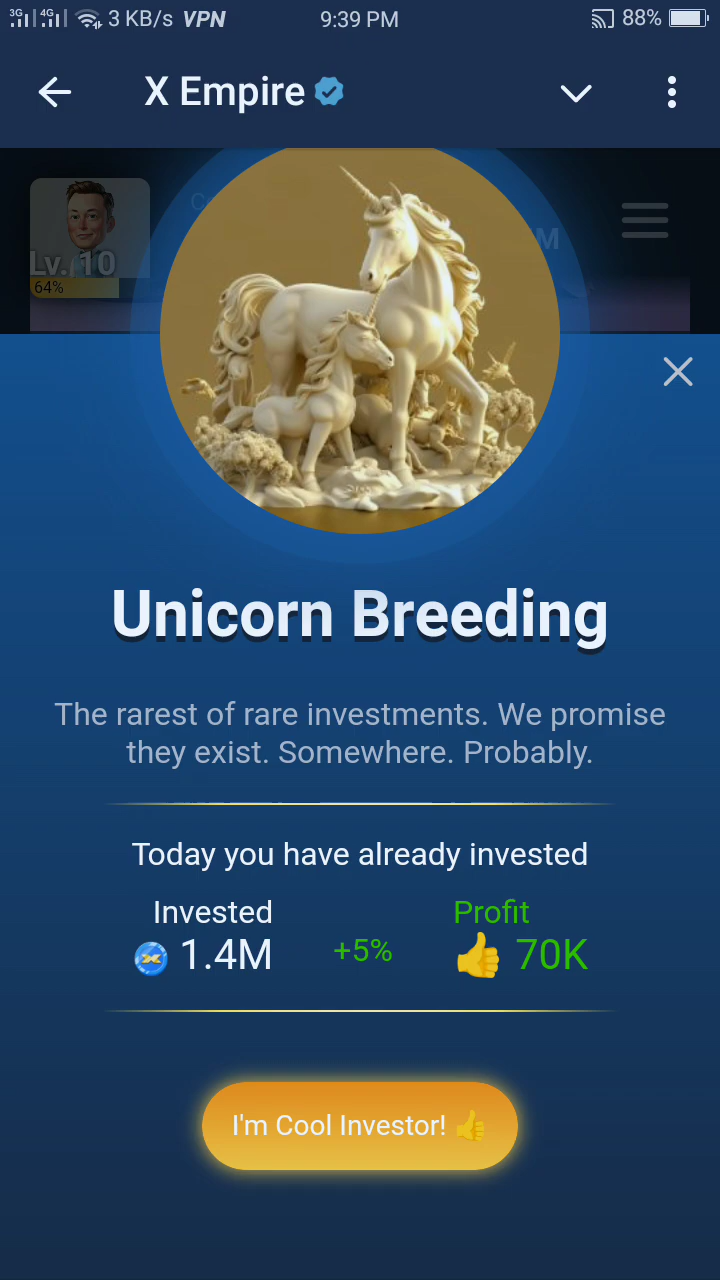 3G 4G 3 KB/s VPN 9:39 PM 88%
X Empire
Lv. 10
64%
Unicorn Breeding
The rarest of rare investments. We promise
they exist. Somewhere. Probably.
Today you have already invested
Invested Profit
1.4M +5% 👍 70K
I'm Cool Investor! 👍